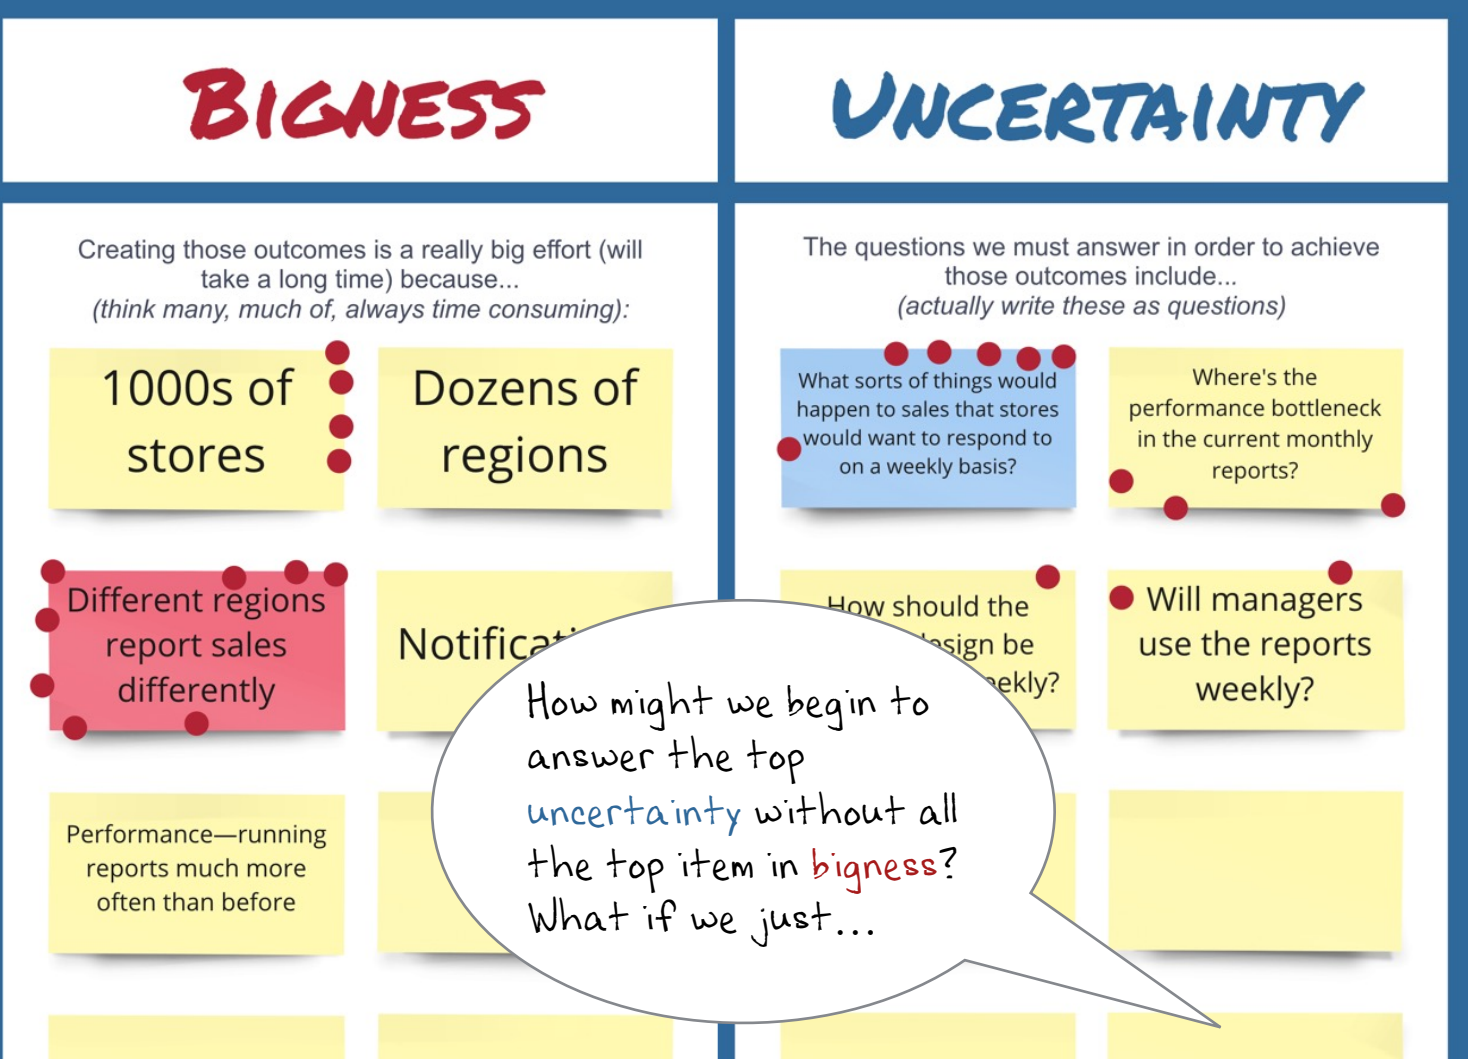 BIGNESS
UNCERTAINTY
Creating those outcomes is a really big effort (will
take a long time) because...
(think many, much of, always time consuming):
The questions we must answer in order to achieve
those outcomes include...
(actually write these as questions)
1000s of
stores
Dozens of
regions
What sorts of things would
happen to sales that stores
would want to respond to
on a weekly basis?
Where's the
performance bottleneck
in the current monthly
reports?
Different regions
report sales
differently
How should the
be
Will managers
use the reports
weekly?
Performance—running
reports much more
often than before
How might we begin to
answer the top
uncertainty without all
the top item in bigness?
What if we just...